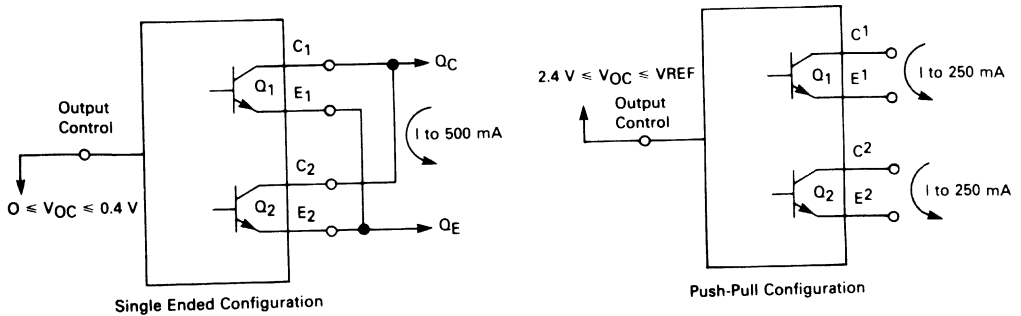 C1
Q1
E1
QC
Output
Control
I to 500 mA
C2
O ≤ VOC ≤ 0.4 V
Q2
E2
QE
Single Ended Configuration
C1
2.4 V ≤ VOC ≤ VREF
Q1
E1
I to 250 mA
Output
Control
C2
Q2
E2
I to 250 mA
Push-Pull Configuration